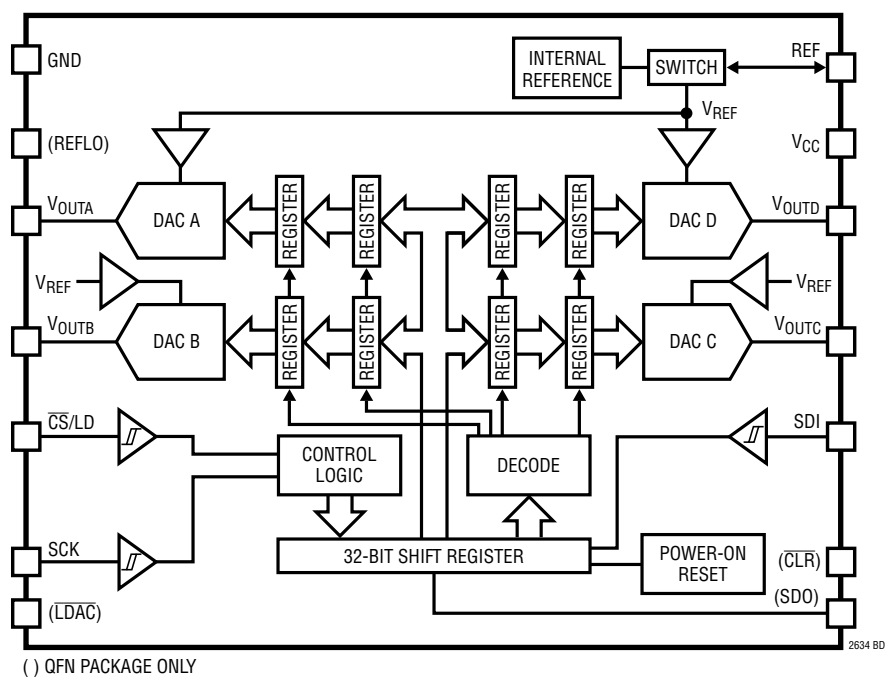 GND
INTERNAL
REFERENCE
SWITCH
REF
VREF
(REFLO)
VCC
VOUTA
DAC A
REGISTER
REGISTER
REGISTER
REGISTER
DAC D
VOUTD
VREF
VREF
VOUTB
DAC B
REGISTER
REGISTER
REGISTER
REGISTER
DAC C
VOUTC
CS/LD
SDI
CONTROL
LOGIC
DECODE
SCK
32-BIT SHIFT REGISTER
POWER-ON
RESET
(CLR)
(LDAC)
(SDO)
2634 BD
( ) QFN PACKAGE ONLY